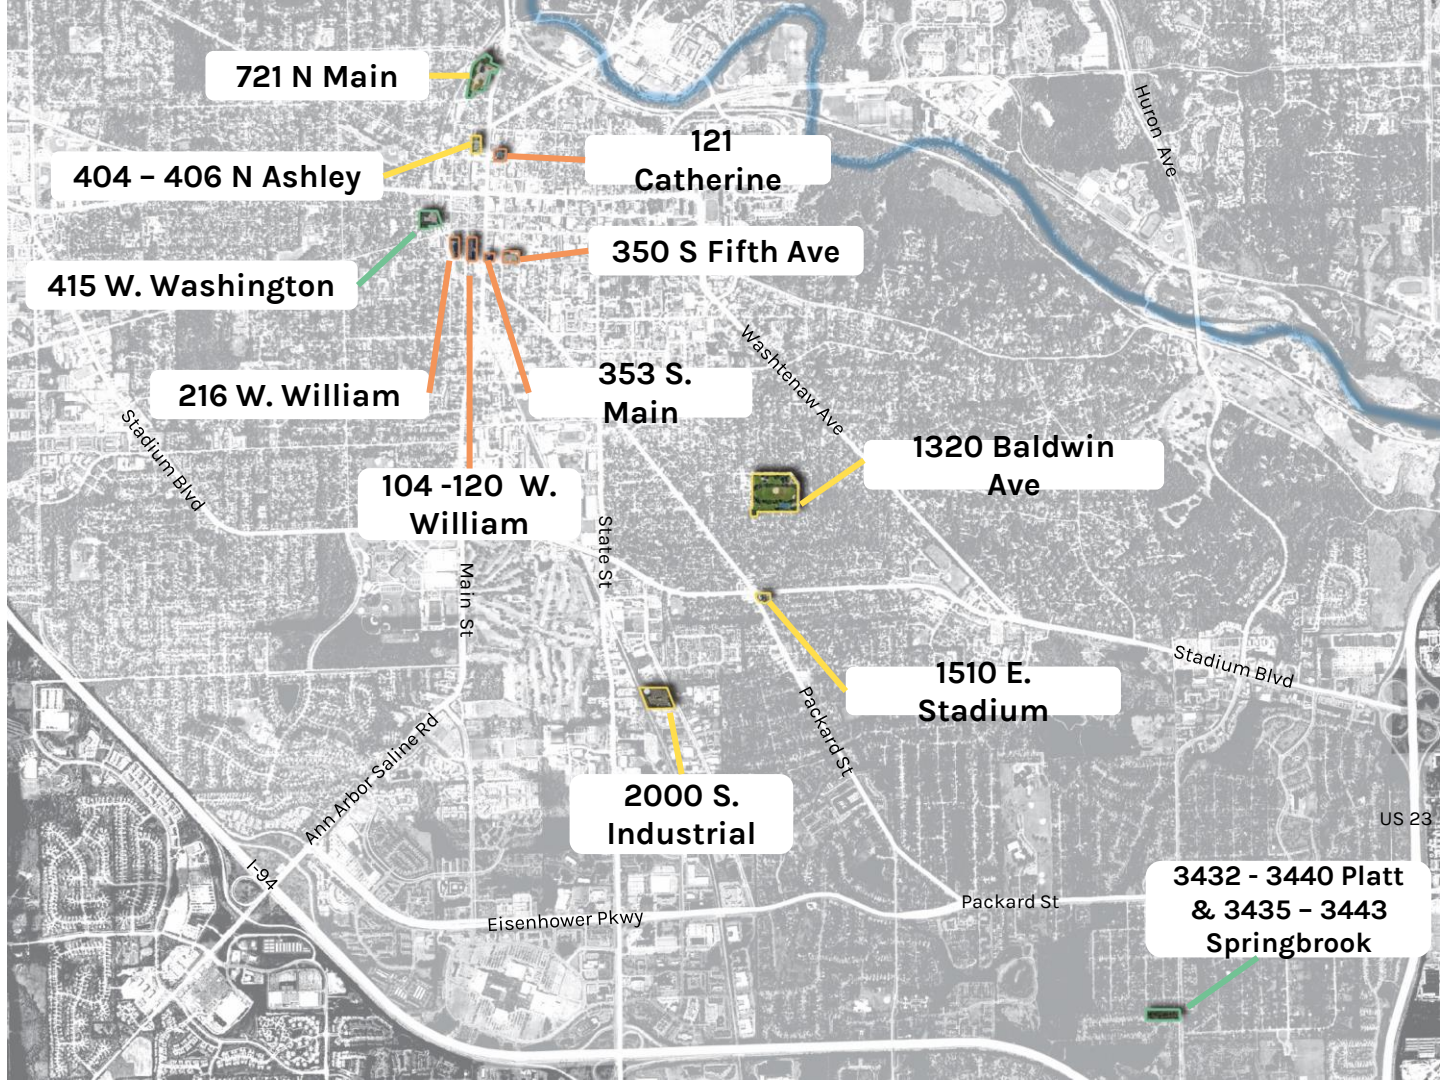 721 N Main
Huron Ave
121
Catherine
404 – 406 N Ashley
350 S Fifth Ave
415 W. Washington
Washtenaw Ave
353 S.
Main
216 W. William
Stadium Blvd
1320 Baldwin
Ave
104 -120 W.
William
State St
Main St
Stadium Blvd
1510 E.
Stadium
Packard St
Ann Arbor Saline Rd
2000 S.
Industrial
US 23
I-94
3432 - 3440 Platt
& 3435 – 3443
Springbrook
Packard St
Eisenhower Pkwy